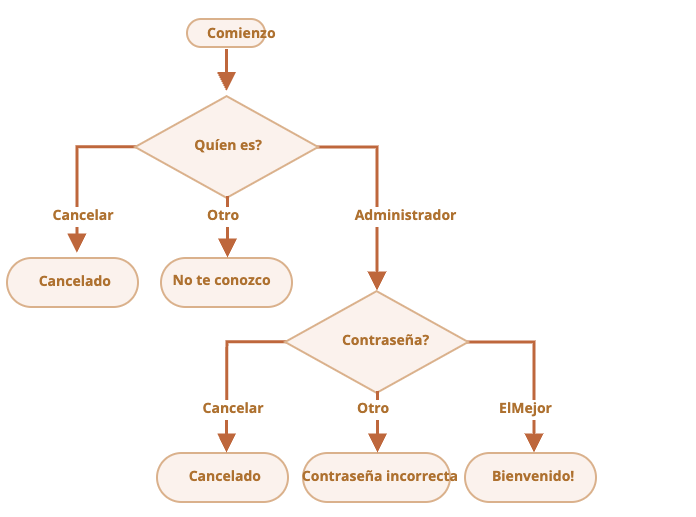 Comienzo
Quíen es?
Cancelar
Otro
Administrador
Cancelado
No te conozco
Contraseña?
Cancelar
Otro
ElMejor
Cancelado
Contraseña incorrecta
Bienvenido!